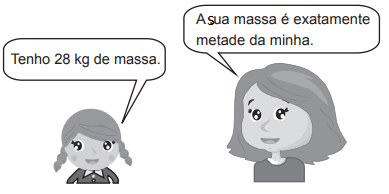 Tenho 28 kg de massa.
A sua massa é exatamente
metade da minha.